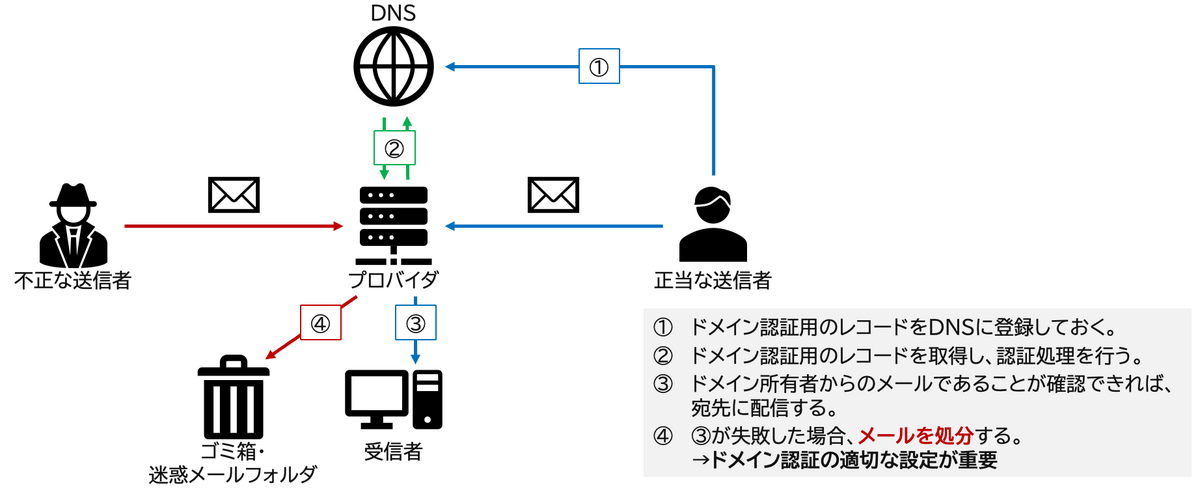 DNS
①
②
不正な送信者
プロバイダ
正当な送信者
④
③
ゴミ箱・
迷惑メールフォルダ
受信者
① ドメイン認証用のレコードをDNSに登録しておく。
② ドメイン認証用のレコードを取得し、認証処理を行う。
③ ドメイン所有者からのメールであることが確認できれば、
宛先に配信する。
④ ③が失敗した場合、メールを処分する。
→ドメイン認証の適切な設定が重要